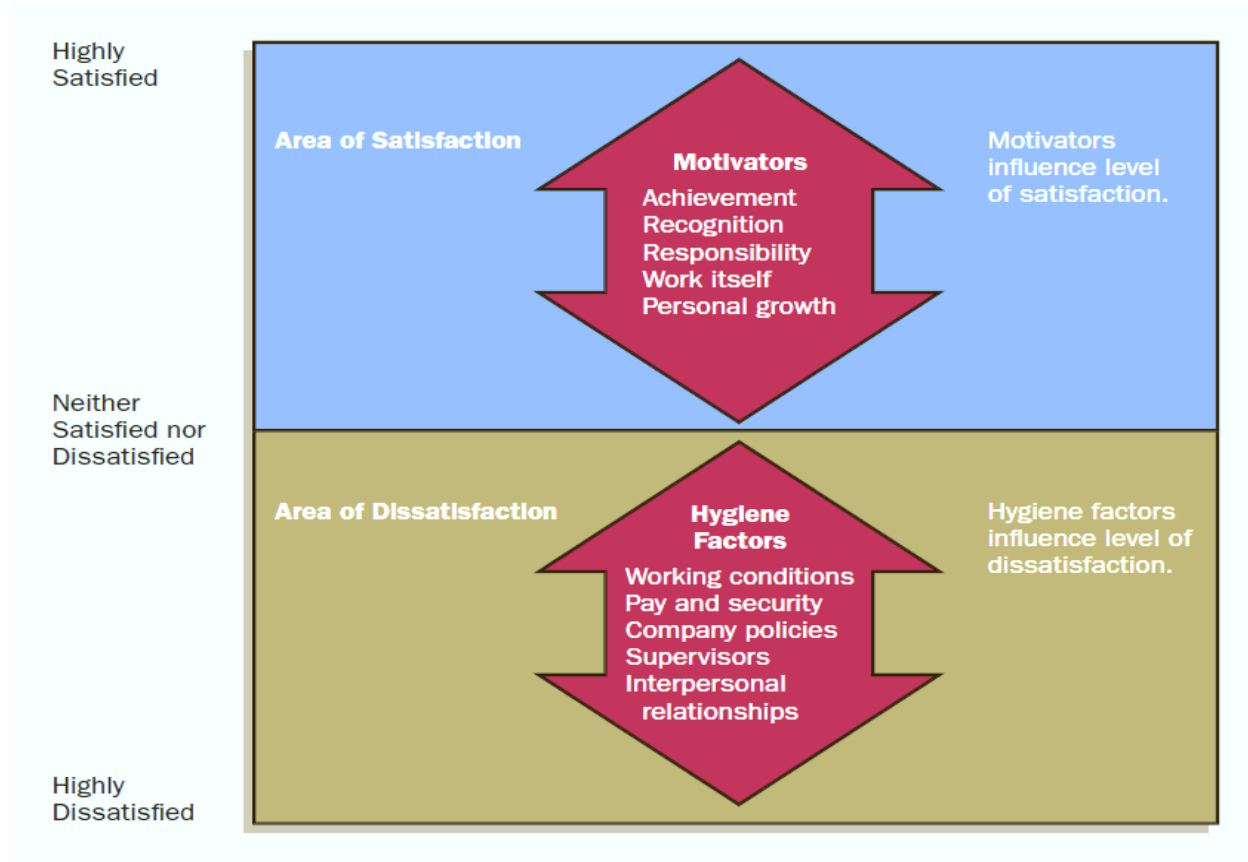 Highly
Satisfied
Area of Satisfaction
Motivators
Achievement
Recognition
Responsibility
Work itself
Personal growth
Motivators
influence level
of satisfaction.
Neither
Satisfied nor
Dissatisfied
Area of Dissatisfaction
Hygiene
Factors
Working conditions
Pay and security
Company policies
Supervisors
Interpersonal
relationships
Hygiene factors
influence level of
dissatisfaction.
Highly
Dissatisfied